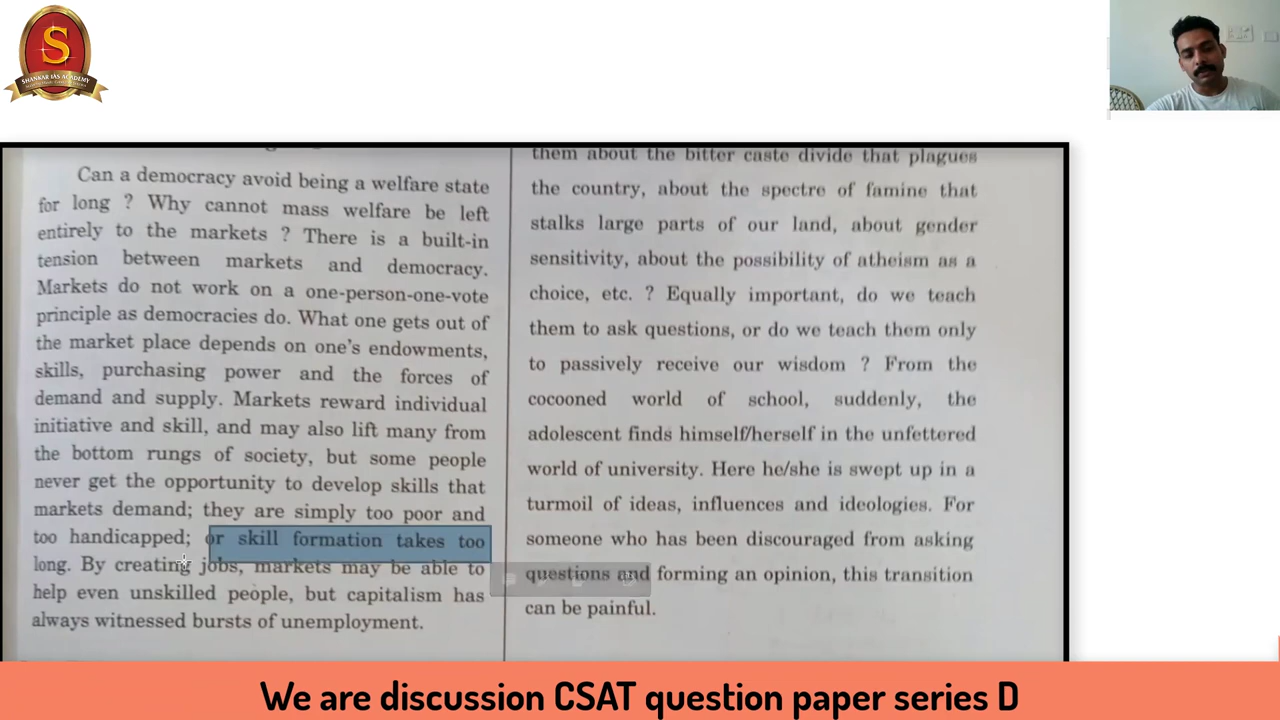 S
SHANKAR IAS ACADEMY
Can a democracy avoid being a welfare state
for long ? Why cannot mass welfare be left
entirely to the markets ? There is a built-in
tension between markets and democracy.
Markets do not work on a one-person-one-vote
principle as democracies do. What one gets out of
the market place depends on one's endowments,
skills, purchasing power and the forces of
demand and supply. Markets reward individual
initiative and skill, and may also lift many from
the bottom rungs of society, but some people
never get the opportunity to develop skills that
markets demand; they are simply too poor and
too handicapped; or skill formation takes too
long. By creating jobs, markets may be able to
help even unskilled people, but capitalism has
always witnessed bursts of unemployment.
them about the bitter caste divide that plagues
the country, about the spectre of famine that
stalks large parts of our land, about gender
sensitivity, about the possibility of atheism as a
choice, etc. ? Equally important, do we teach
them to ask questions, or do we teach them only
to passively receive our wisdom ? From the
cocooned world of school, suddenly, the
adolescent finds himself/herself in the unfettered
world of university. Here he/she is swept up in a
turmoil of ideas, influences and ideologies. For
someone who has been discouraged from asking
questions and forming an opinion, this transition
can be painful.
We are discussion CSAT question paper series D